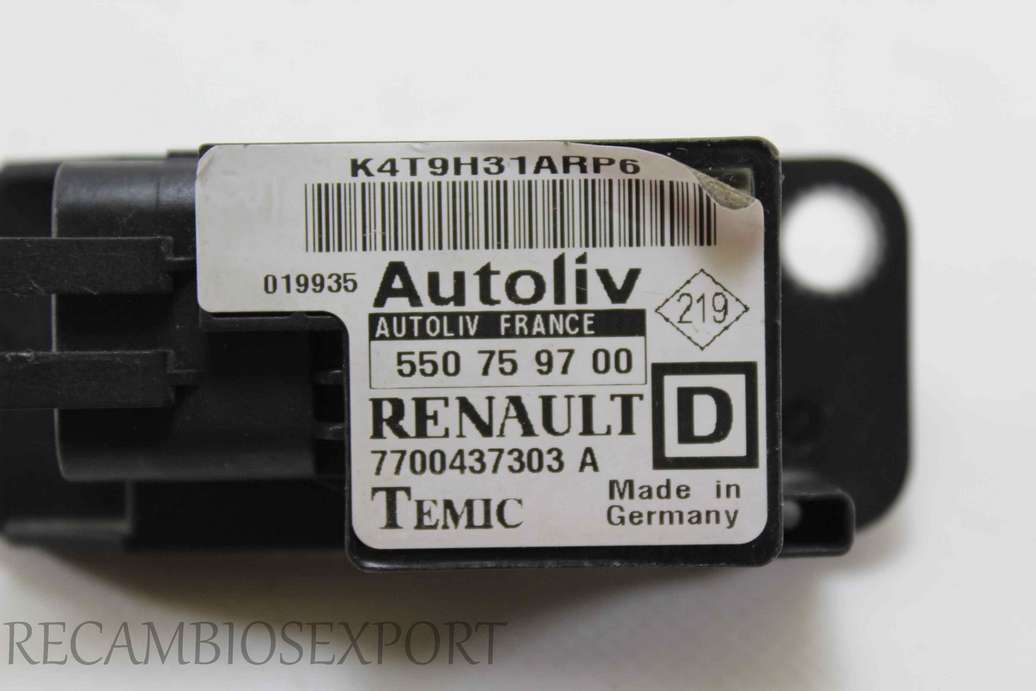 K4T9H31ARP6
019935 Autoliv
219
AUTOLIV FRANCE
550 75 97 00
RENAULT
D
7700437303 A
TEMIC
Made in
Germany
RECAMBIOSEXPORT